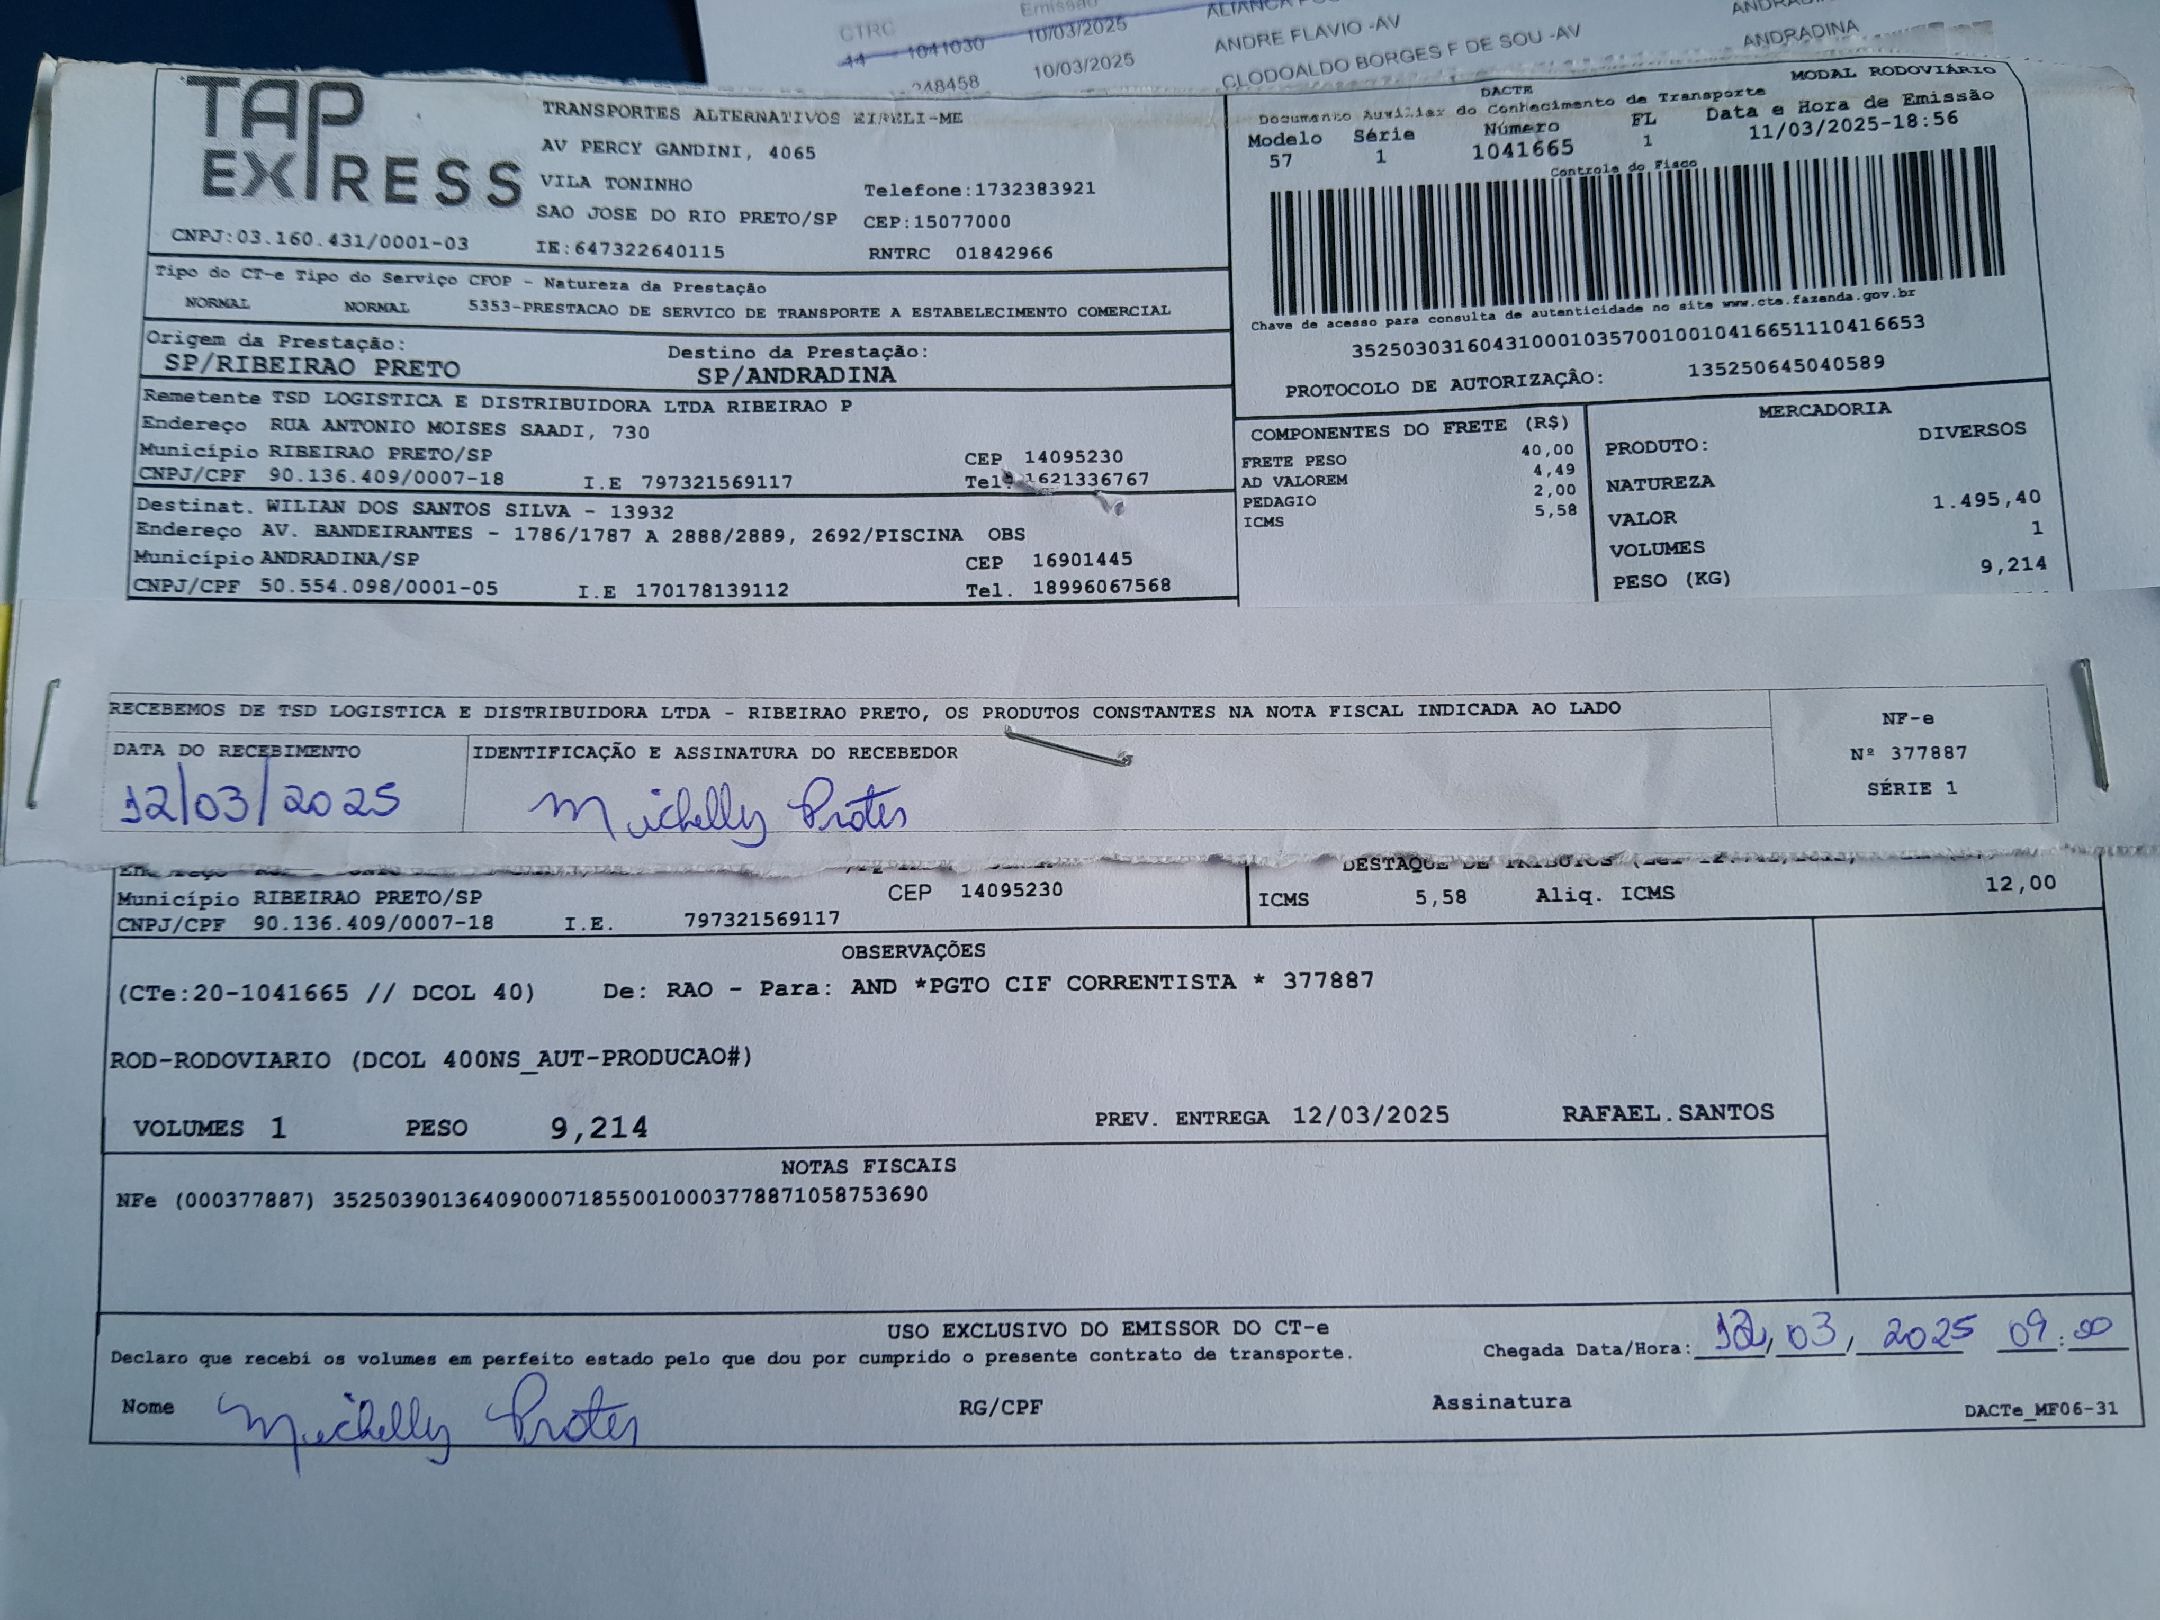 CTRC Emissão
44 1041030 10/03/2025
ANDRE FLAVIO -AV
248458 10/03/2025 CLODOALDO BORGES F DE SOU -AV ANDRADINA
TAP EXPRESS
TRANSPORTES ALTERNATIVOS EIRELI-ME
AV PERCY GANDINI, 4065
VILA TONINHO Telefone:1732383921
SAO JOSE DO RIO PRETO/SP CEP:15077000
CNPJ:03.160.431/0001-03 IE:647322640115 RNTRC 01842966
DACTE MODAL RODOVIÁRIO
Documento Auxiliar do Conhecimento de Transporte
Modelo Série Número FL Data e Hora de Emissão
57 1 1041665 1 11/03/2025-18:56
Controle do Fisco
Chave de acesso para consulta de autenticidade no site www.cte.fazenda.gov.br
35250303160431000103570010010416651110416653
PROTOCOLO DE AUTORIZAÇÃO: 135250645040589
Tipo do CT-e Tipo do Serviço CFOP - Natureza da Prestação
NORMAL NORMAL 5353-PRESTACAO DE SERVICO DE TRANSPORTE A ESTABELECIMENTO COMERCIAL
Origem da Prestação: Destino da Prestação:
SP/RIBEIRAO PRETO SP/ANDRADINA
Remetente TSD LOGISTICA E DISTRIBUIDORA LTDA RIBEIRAO P
Endereço RUA ANTONIO MOISES SAADI, 730
Município RIBEIRAO PRETO/SP CEP 14095230
CNPJ/CPF 90.136.409/0007-18 I.E 797321569117 Tel. 1621336767
Destinat. WILIAN DOS SANTOS SILVA - 13932
Endereço AV. BANDEIRANTES - 1786/1787 A 2888/2889, 2692/PISCINA OBS
Município ANDRADINA/SP CEP 16901445
CNPJ/CPF 50.554.098/0001-05 I.E 170178139112 Tel. 18996067568
COMPONENTES DO FRETE (R$)
FRETE PESO 40,00
AD VALOREM 4,49
PEDAGIO 2,00
ICMS 5,58
MERCADORIA
PRODUTO: DIVERSOS
NATUREZA
VALOR 1.495,40
VOLUMES 1
PESO (KG) 9,214
RECEBEMOS DE TSD LOGISTICA E DISTRIBUIDORA LTDA - RIBEIRAO PRETO, OS PRODUTOS CONSTANTES NA NOTA FISCAL INDICADA AO LADO
DATA DO RECEBIMENTO IDENTIFICAÇÃO E ASSINATURA DO RECEBEDOR
12/03/2025 Michelly Protes
NF-e
Nº 377887
SÉRIE 1
DESTAQUE DE TRIBUTOS
Município RIBEIRAO PRETO/SP CEP 14095230
CNPJ/CPF 90.136.409/0007-18 I.E. 797321569117
ICMS 5,58 Aliq. ICMS 12,00
OBSERVAÇÕES
(CTe:20-1041665 // DCOL 40) De: RAO - Para: AND *PGTO CIF CORRENTISTA * 377887
ROD-RODOVIARIO (DCOL 400NS_AUT-PRODUCAO#)
VOLUMES 1 PESO 9,214 PREV. ENTREGA 12/03/2025 RAFAEL.SANTOS
NOTAS FISCAIS
NFe (000377887) 35250390136409000718550010003778871058753690
USO EXCLUSIVO DO EMISSOR DO CT-e
Declaro que recebi os volumes em perfeito estado pelo que dou por cumprido o presente contrato de transporte. Chegada Data/Hora: 12/03/2025 09:00
Nome Michelly Protes RG/CPF Assinatura
DACTe_MF06-31